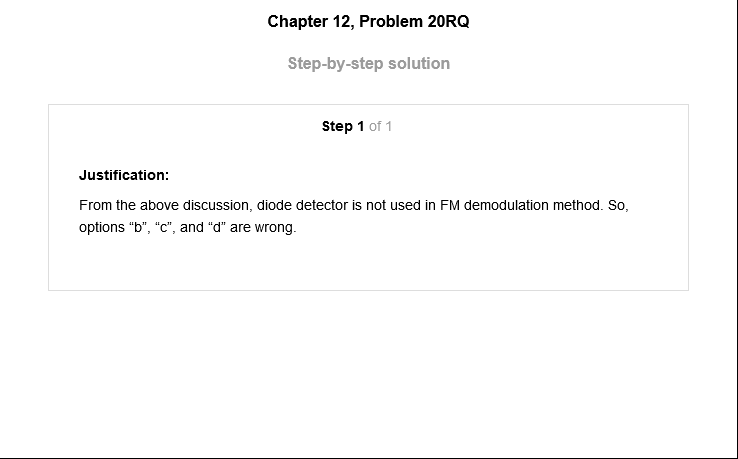 Chapter 12, Problem 20RQ
Step-by-step solution
Step 1 of 1
Justification:
From the above discussion, diode detector is not used in FM demodulation method. So,
options “b”, “c”, and “d” are wrong.